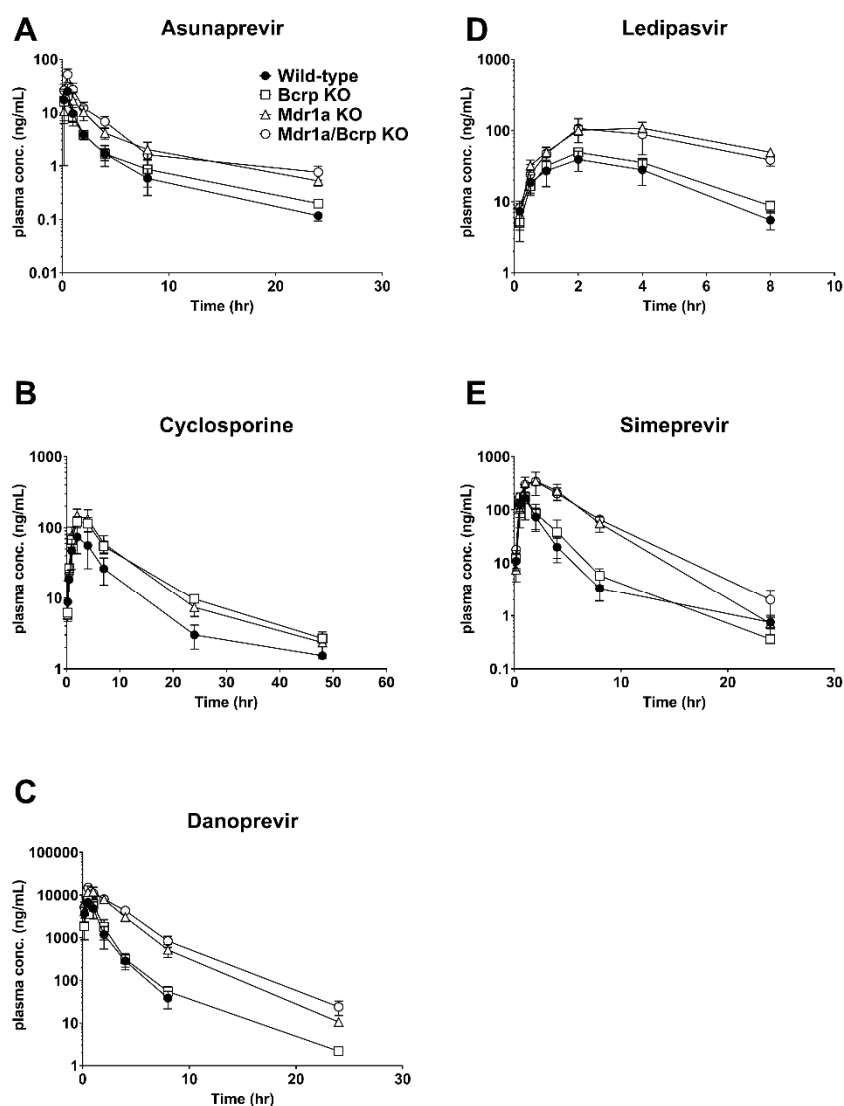 A
Asunaprevir
plasma conc. (ng/mL)
100
10
1
0.1
0.01
0
10
20
30
Time (hr)
Wild-type
Bcrp KO
Mdr1a KO
Mdr1a/Bcrp KO
D
Ledipasvir
plasma conc. (ng/mL)
1000
100
10
1
0
2
4
6
8
10
Time (hr)
B
Cyclosporine
plasma conc. (ng/mL)
1000
100
10
1
0
10
20
30
40
50
60
Time (hr)
E
Simeprevir
plasma conc. (ng/mL)
1000
100
10
1
0.1
0
10
20
30
Time (hr)
C
Danoprevir
plasma conc. (ng/mL)
100000
10000
1000
100
10
1
0
10
20
30
Time (hr)